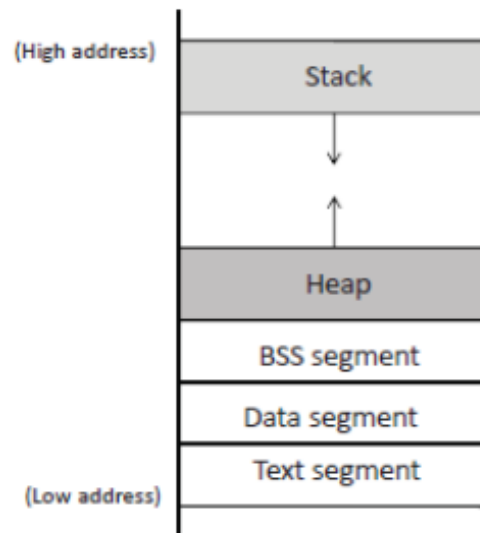 (High address)
Stack
Heap
BSS segment
Data segment
Text segment
(Low address)